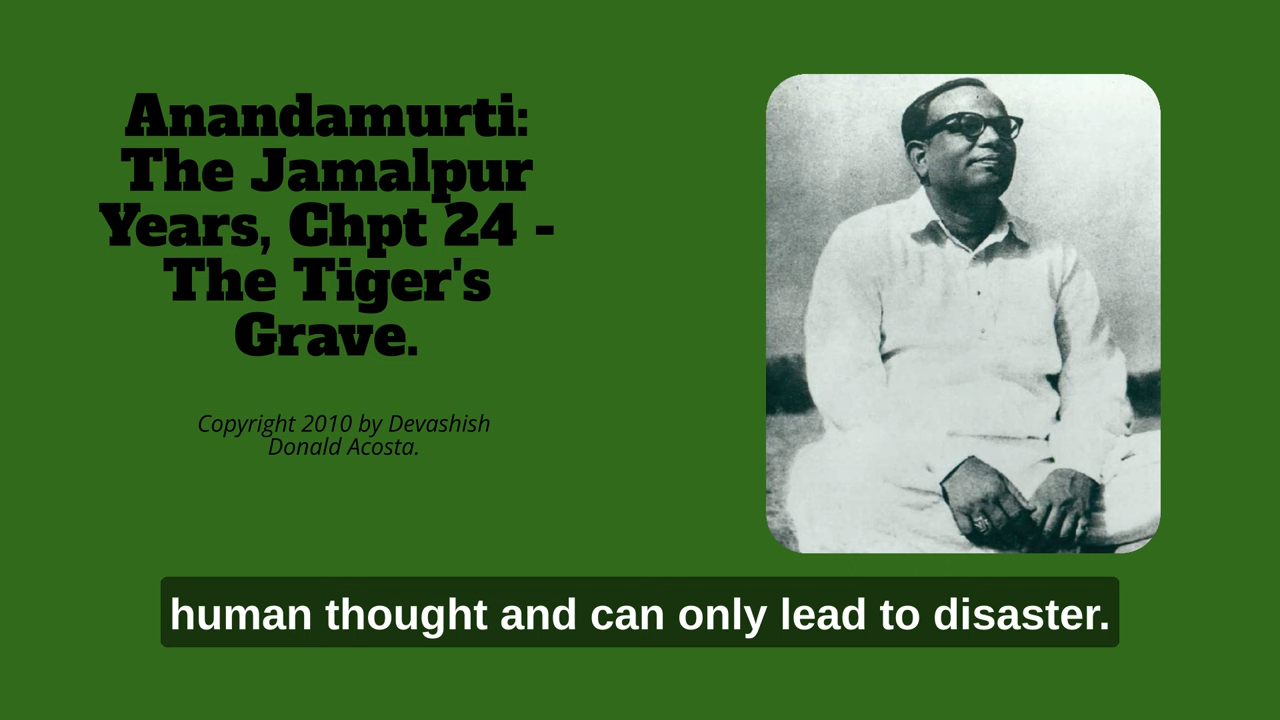 Anandamurti:
The Jamalpur
Years, Chpt 24 -
The Tiger's
Grave.
Copyright 2010 by Devashish
Donald Acosta.
human thought and can only lead to disaster.